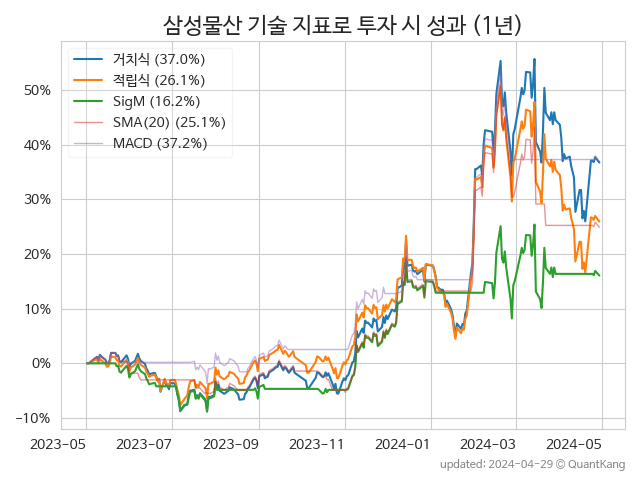 삼성물산 기술 지표로 투자 시 성과 (1년)
거치식 (37.0%)
적립식 (26.1%)
SigM (16.2%)
SMA(20) (25.1%)
MACD (37.2%)
50%
40%
30%
20%
10%
0%
−10%
2023-05 2023-07 2023-09 2023-11 2024-01 2024-03 2024-05
updated: 2024-04-29 © QuantKang